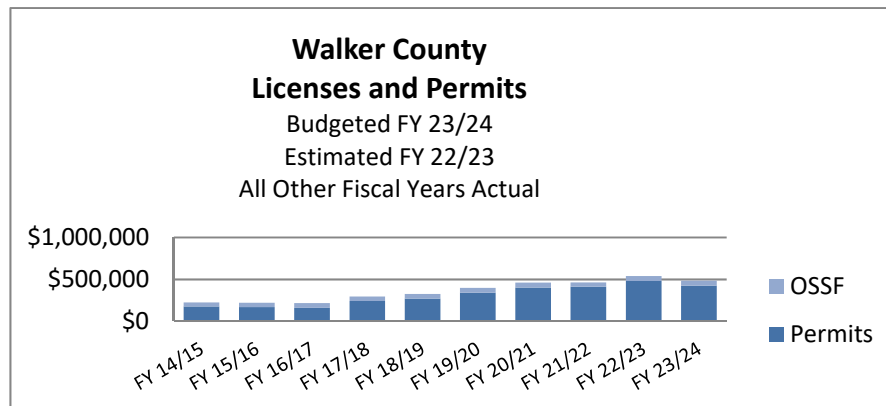 Walker County
Licenses and Permits
Budgeted FY 23/24
Estimated FY 22/23
All Other Fiscal Years Actual
$1,000,000
$500,000
$0
FY 14/15
FY 15/16
FY 16/17
FY 17/18
FY 18/19
FY 19/20
FY 20/21
FY 21/22
FY 22/23
FY 23/24
OSSF
Permits